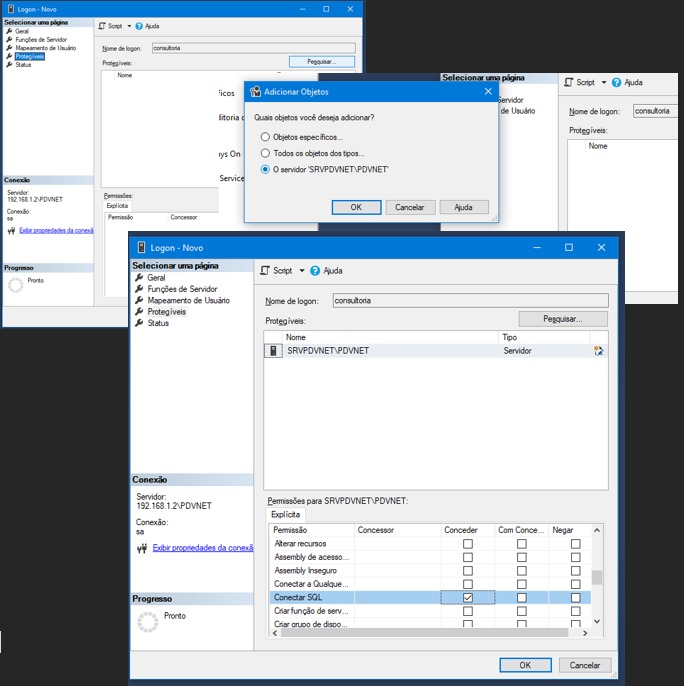 Logon - Novo
Selecionar uma página
Geral
Funções de Servidor
Mapeamento de Usuário
Protegíveis
Status
Script
Ajuda
Nome de logon: consultoria
Protegíveis:
Pesquisar...
Nome
Permissões:
Explícita
Permissão Concessor
Conexão
Servidor:
192.168.1.2\PDVNET
Conexão:
sa
Exibir propriedades da conexã
Progresso
Pronto
Adicionar Objetos
Quais objetos você deseja adicionar?
Objetos específicos...
Todos os objetos dos tipos...
O servidor 'SRVPDVNET\PDVNET'
OK Cancelar Ajuda
Selecionar uma página
Servidor
de Usuário
Script Ajuda
Nome de logon: consultoria
Protegíveis:
Nome
Logon - Novo
Selecionar uma página
Geral
Funções de Servidor
Mapeamento de Usuário
Protegíveis
Status
Script Ajuda
Nome de logon: consultoria
Protegíveis: Pesquisar...
Nome Tipo
SRVPDVNET\PDVNET Servidor
Permissões para SRVPDVNET\PDVNET:
Explícita
Permissão Concessor Conceder Com Conce... Negar
Alterar recursos
Assembly de acesso...
Assembly Inseguro
Conectar a Qualque...
Conectar SQL
Criar função de serv...
Criar grupo de dispo...
Conexão
Servidor:
192.168.1.2\PDVNET
Conexão:
sa
Exibir propriedades da conexã
Progresso
Pronto
OK Cancelar